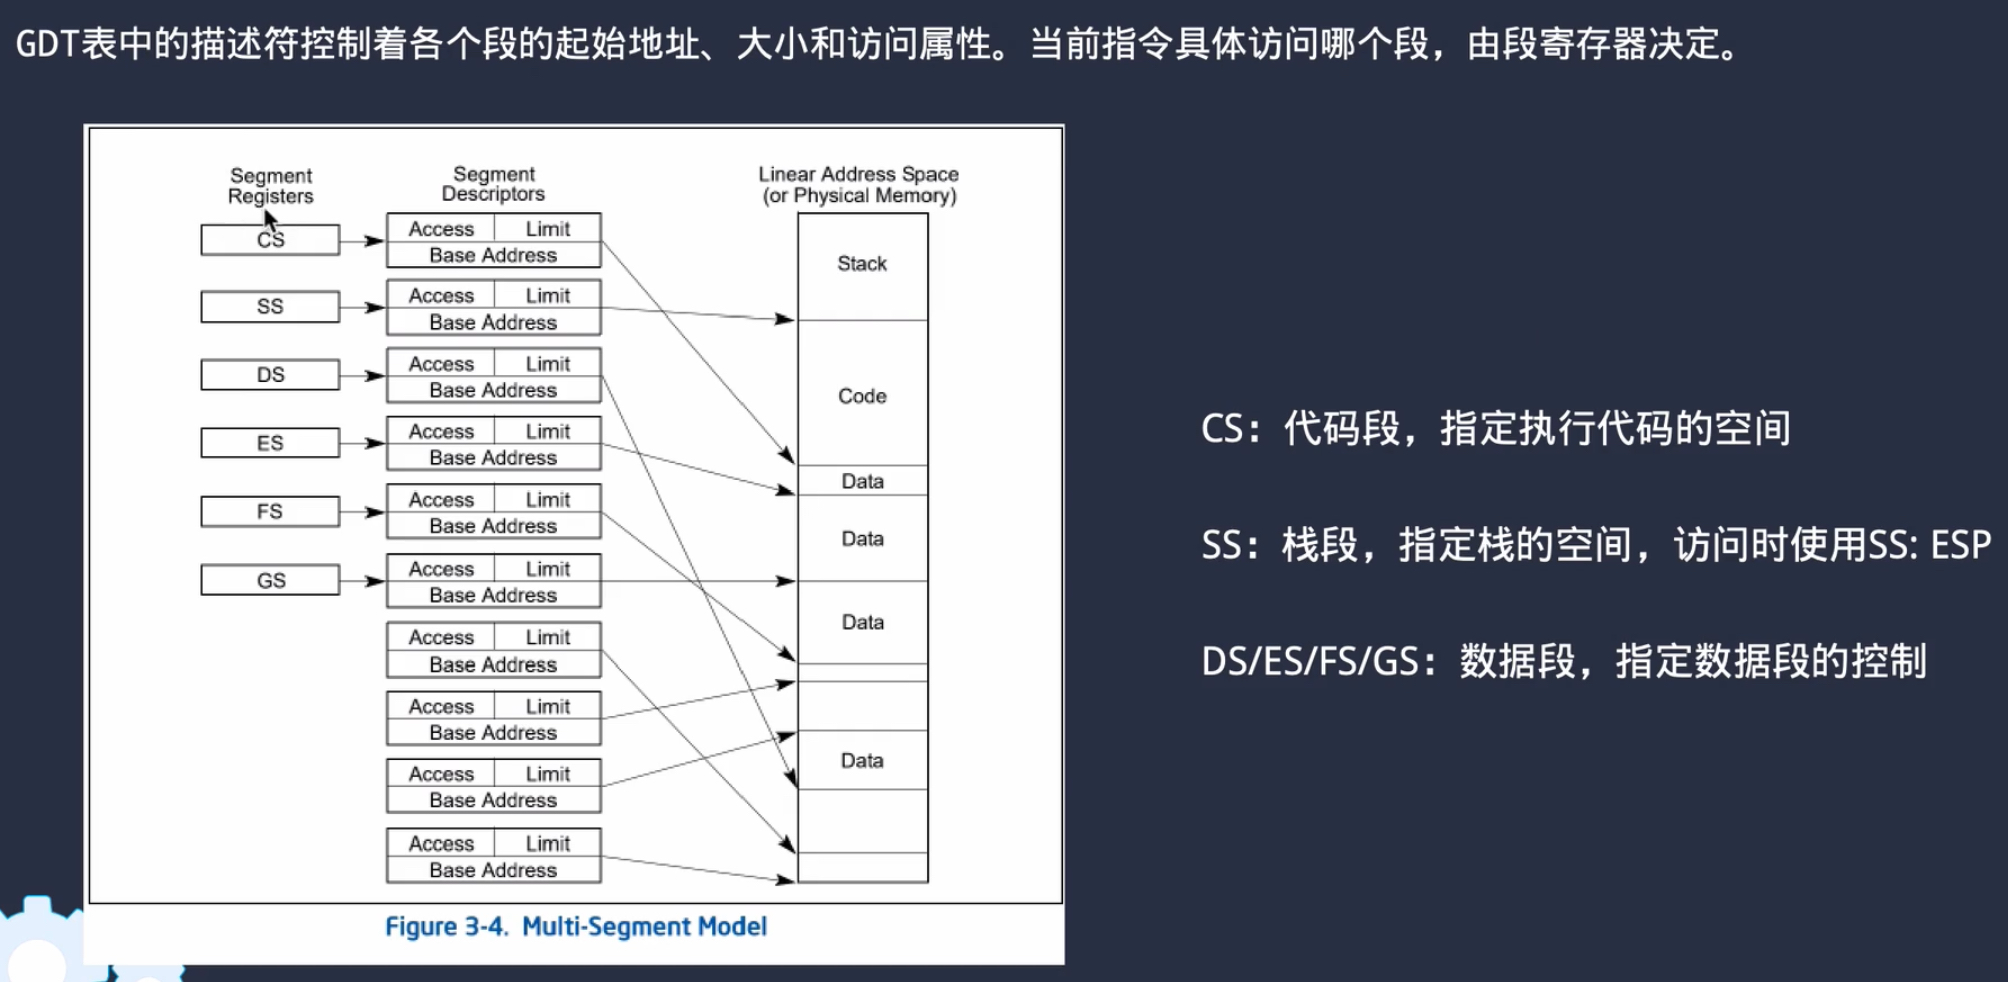 GDT表中的描述符控制着各个段的起始地址、大小和访问属性。当前指令具体访问哪个段，由段寄存器决定。
Segment
Registers
Segment
Descriptors
Linear Address Space
(or Physical Memory)
CS
Access Limit
Base Address
Stack
SS
Access Limit
Base Address
DS
Access Limit
Base Address
Code
ES
Access Limit
Base Address
Data
FS
Access Limit
Base Address
Data
GS
Access Limit
Base Address
Data
Access Limit
Base Address
Access Limit
Base Address
Access Limit
Base Address
Data
Access Limit
Base Address
Figure 3-4. Multi-Segment Model
CS：代码段，指定执行代码的空间
SS：栈段，指定栈的空间，访问时使用SS: ESP
DS/ES/FS/GS：数据段，指定数据段的控制